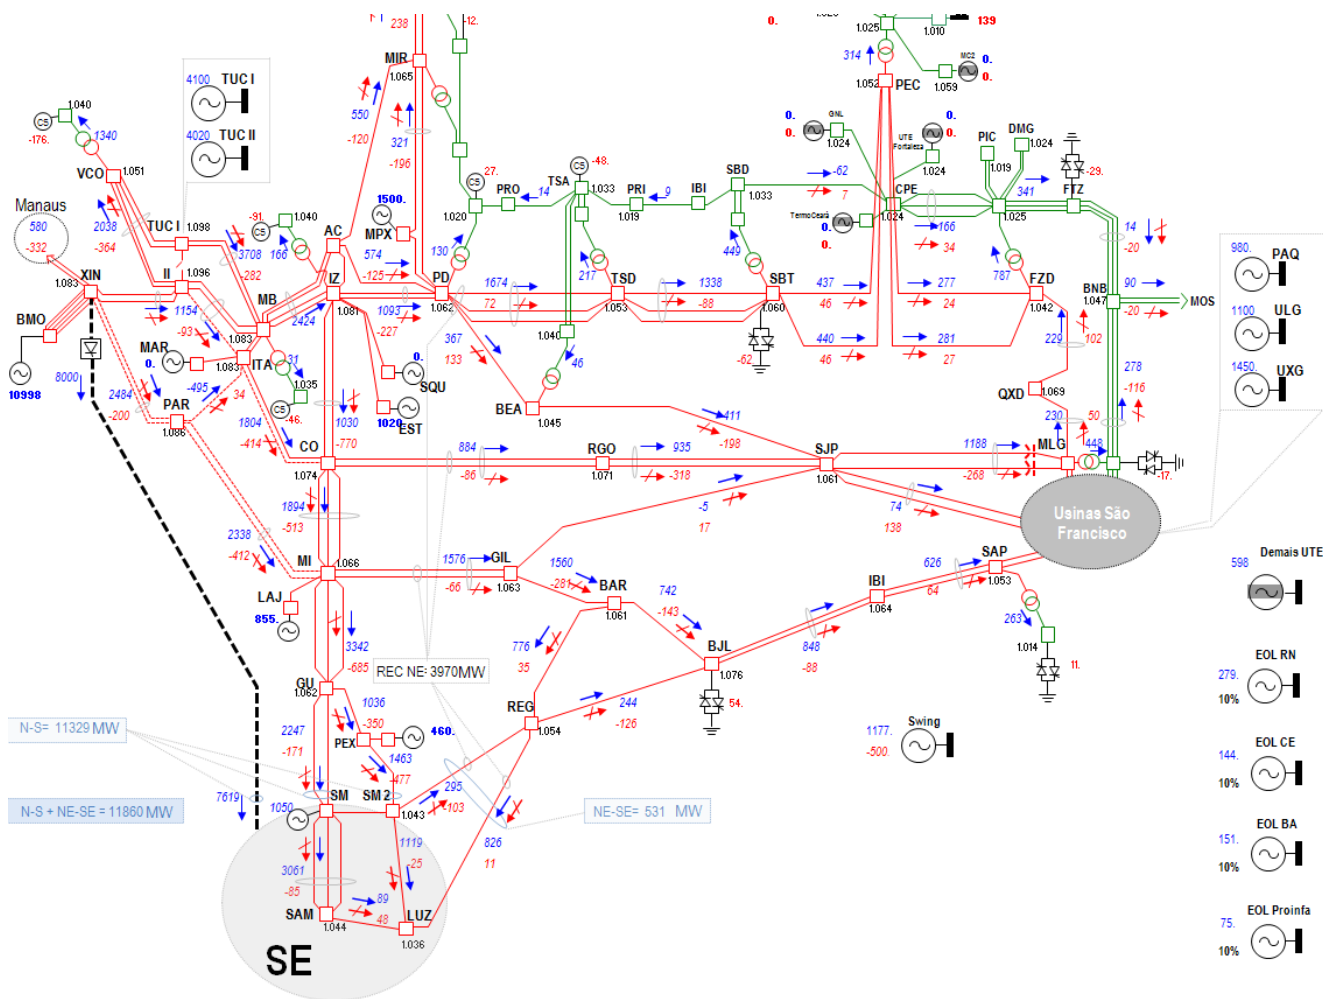 238
-12.
0.
1.025
1.010
139
314
MC2
0.
0.
1.052
PEC
1.059
4100 TUC I
4020 TUC II
MIR
1.065
1.040
C5
-176.
1340
VCO
1.051
550
-120
321
-196
0.
0.
GNL
1.024
UTE
Fortaleza
0.
0.
1.024
PIC
1.019
DMG
1.024
-29.
Manaus
580
-332
2038
-364
TUC I
1.098
3708
-282
-91.
C5
1.040
166
AC
1500.
MPX
574
-125
27.
C5
1.020
PRO
14
TSA
C5
-48.
1.033
PRI
1.019
9
IBI
SBD
1.033
-62
7
CPE
1.024
TermoCeará
0.
0.
166
34
341
1.025
FTZ
14
-20
980.
PAQ
1100
ULG
1450.
UXG
XIN
1.083
II
1.096
1154
-93
MB
1.083
2424
IZ
1.081
1093
-227
130
PD
1.062
1674
72
217
TSD
1.053
1338
-88
449
SBT
1.060
437
46
277
24
787
FZD
1.042
BNB
1.047
90
-20
MOS
BMO
10998
8000
MAR
0.
ITA
1.083
31
1.035
C5
-46.
367
133
0.
SQU
1020
EST
1.040
46
-62
440
46
281
27
229
102
278
-116
2484
-200
PAR
1.086
-495
34
1804
-414
1030
-770
BEA
1.045
411
-198
QXD
1.069
230
50
CO
1.074
884
-86
RGO
1.071
935
-318
SJP
1.061
1188
-268
MLG
448
-17.
1894
-513
-5
17
74
138
Usinas São
Francisco
2338
-412
MI
1.066
1576
-66
GIL
1.063
1560
-281
BAR
1.061
742
-143
IBI
1.064
626
64
SAP
1.053
Demais UTE
598
LAJ
855.
3342
-685
776
35
BJL
1.076
848
-88
263
1.014
11.
REC NE: 3970MW
GU
1.062
1036
-350
54.
EOL RN
279.
10%
N-S= 11329 MW
2247
-171
PEX
460.
REG
1.054
244
-126
1177.
-500.
Swing
1463
-477
EOL CE
144.
10%
N-S + NE-SE = 11860 MW
7619
1050
SM
SM 2
1.043
295
-103
NE-SE= 531 MW
826
11
EOL BA
151.
10%
3061
-85
1119
-25
89
48
SAM
1.044
LUZ
1.036
EOL Proinfa
75.
10%
SE